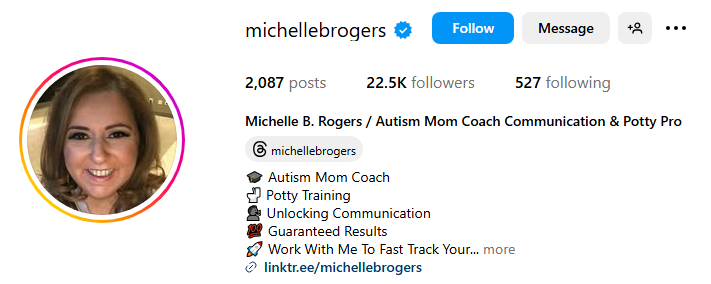 michellebrogers Follow Message
2,087 posts 22.5K followers 527 following
Michelle B. Rogers / Autism Mom Coach Communication & Potty Pro
michellebrogers
🎓 Autism Mom Coach
🚽 Potty Training
🗣 Unlocking Communication
💯 Guaranteed Results
🚀 Work With Me To Fast Track Your... more
linktr.ee/michellebrogers